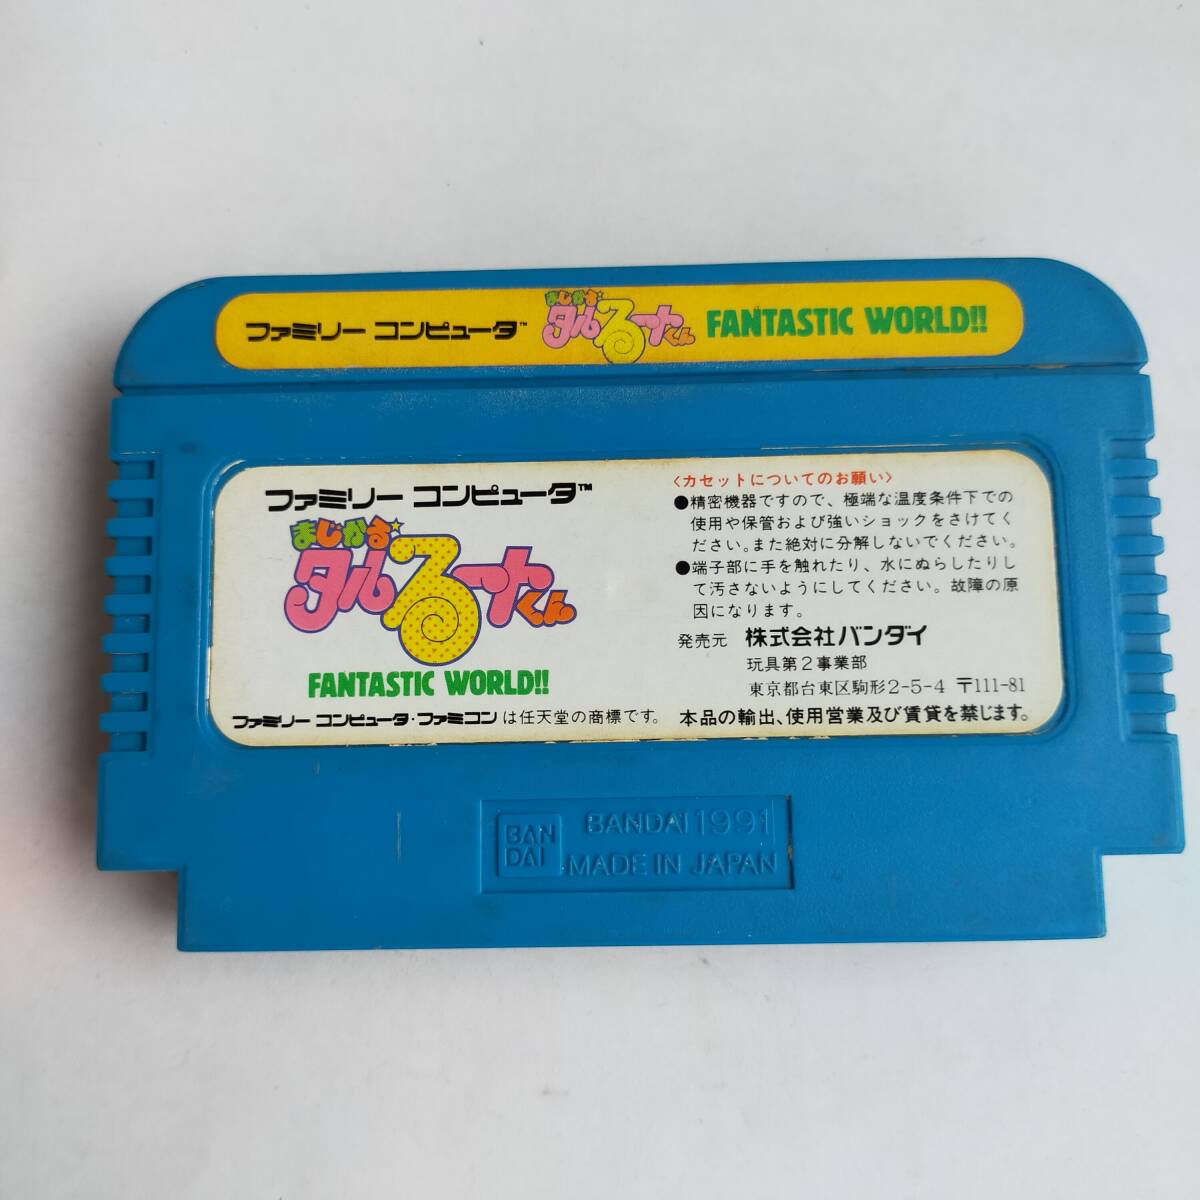 ファミリー コンピュータ™ まじかる☆タルるートくん FANTASTIC WORLD!!
ファミリー コンピュータ™
まじかる☆
タルるートくん
FANTASTIC WORLD!!
ファミリー コンピュータ・ファミコン は任天堂の商標です。
〈カセットについてのお願い〉
●精密機器ですので、極端な温度条件下での
使用や保管および強いショックをさけてく
ださい。また絶対に分解しないでください。
●端子部に手を触れたり、水にぬらしたりし
て汚さないようにしてください。故障の原
因になります。
発売元 株式会社バンダイ
玩具第2事業部
東京都台東区駒形2-5-4 〒111-81
本品の輸出、使用営業及び賃貸を禁じます。
BAN
DAI
BANDAI 1991
MADE IN JAPAN